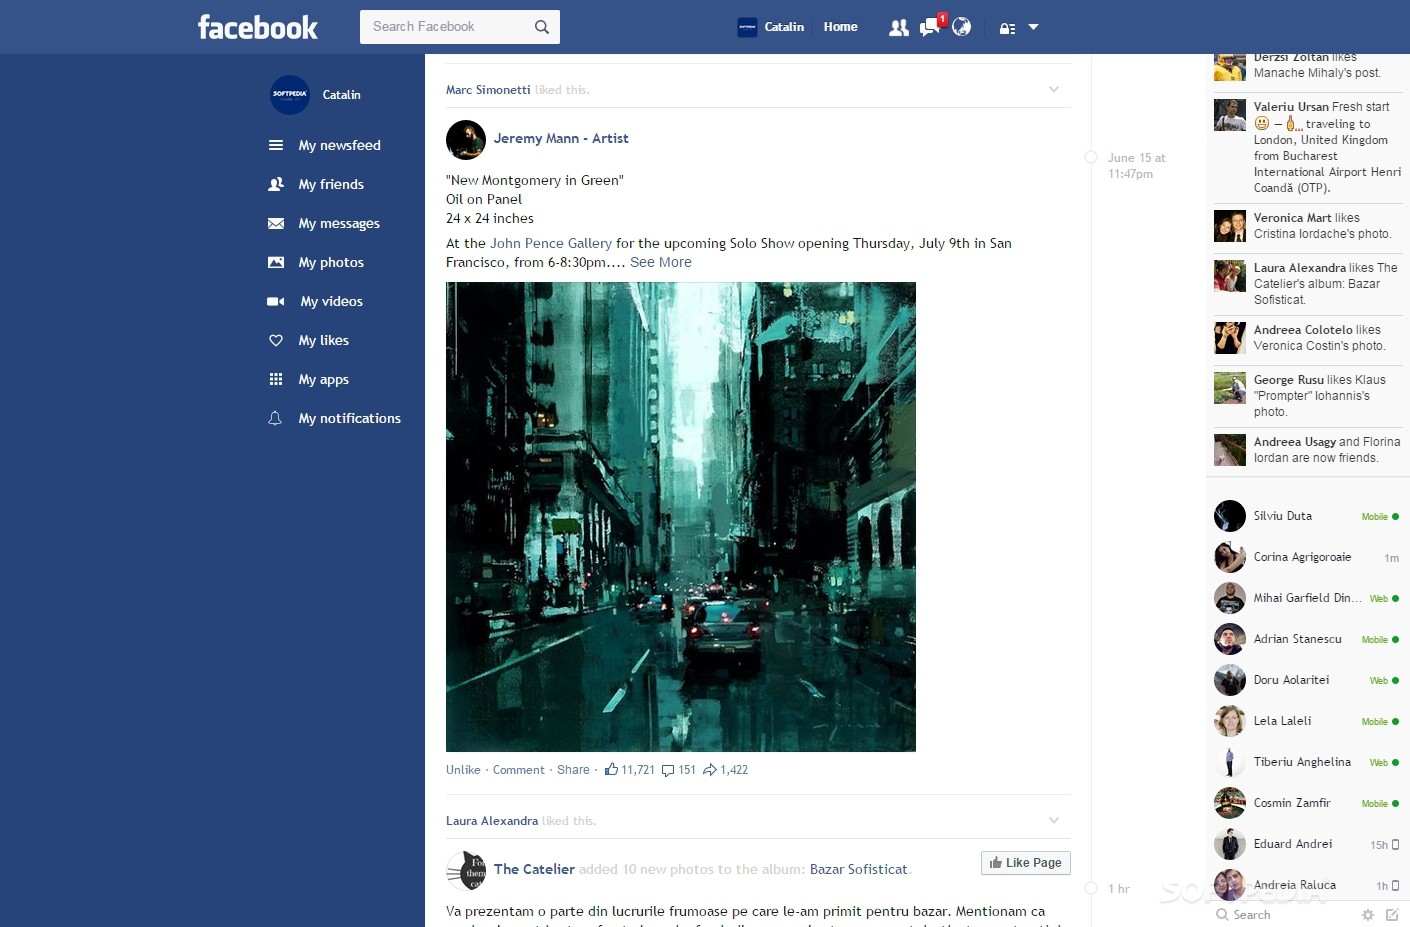 facebook
Search Facebook
Catalin
Home
1
SOFTPEDIA
Catalin
My newsfeed
My friends
My messages
My photos
My videos
My likes
My apps
My notifications
Marc Simonetti liked this.
Jeremy Mann - Artist
"New Montgomery in Green"
Oil on Panel
24 x 24 inches
At the John Pence Gallery for the upcoming Solo Show opening Thursday, July 9th in San
Francisco, from 6-8:30pm.... See More
Unlike · Comment · Share · 11,721 151 1,422
Laura Alexandra liked this.
The Catelier added 10 new photos to the album: Bazar Sofisticat.
Like Page
Va prezentam o parte din lucrurile frumoase pe care le-am primit pentru bazar. Mentionam ca
June 15 at
11:47pm
1 hr
Derzsi Zoltan likes
Manache Mihaly's post.
Valeriu Ursan Fresh start
— ... traveling to
London, United Kingdom
from Bucharest
International Airport Henri
Coandă (OTP).
Veronica Mart likes
Cristina Iordache's photo.
Laura Alexandra likes The
Catelier's album: Bazar
Sofisticat.
Andreea Colotelo likes
Veronica Costin's photo.
George Rusu likes Klaus
"Prompter" Iohannis's
photo.
Andreea Usagy and Florina
Iordan are now friends.
Silviu Duta Mobile
Corina Agrigoroaie 1m
Mihai Garfield Din... Web
Adrian Stanescu Mobile
Doru Aolaritei Web
Lela Laleli Mobile
Tiberiu Anghelina Web
Cosmin Zamfir Mobile
Eduard Andrei 15h
Andreia Raluca 1h
SOFTPEDIA
Search